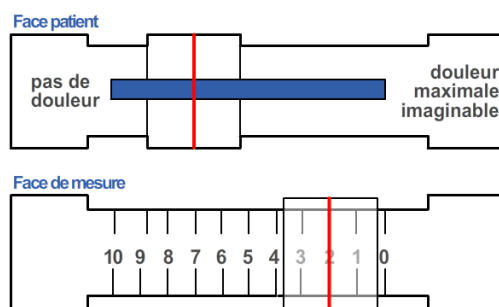 Face patient
pas de
douleur
douleur
maximale
imaginable
Face de mesure
10 9 8 7 6 5 4 3 2 1 0